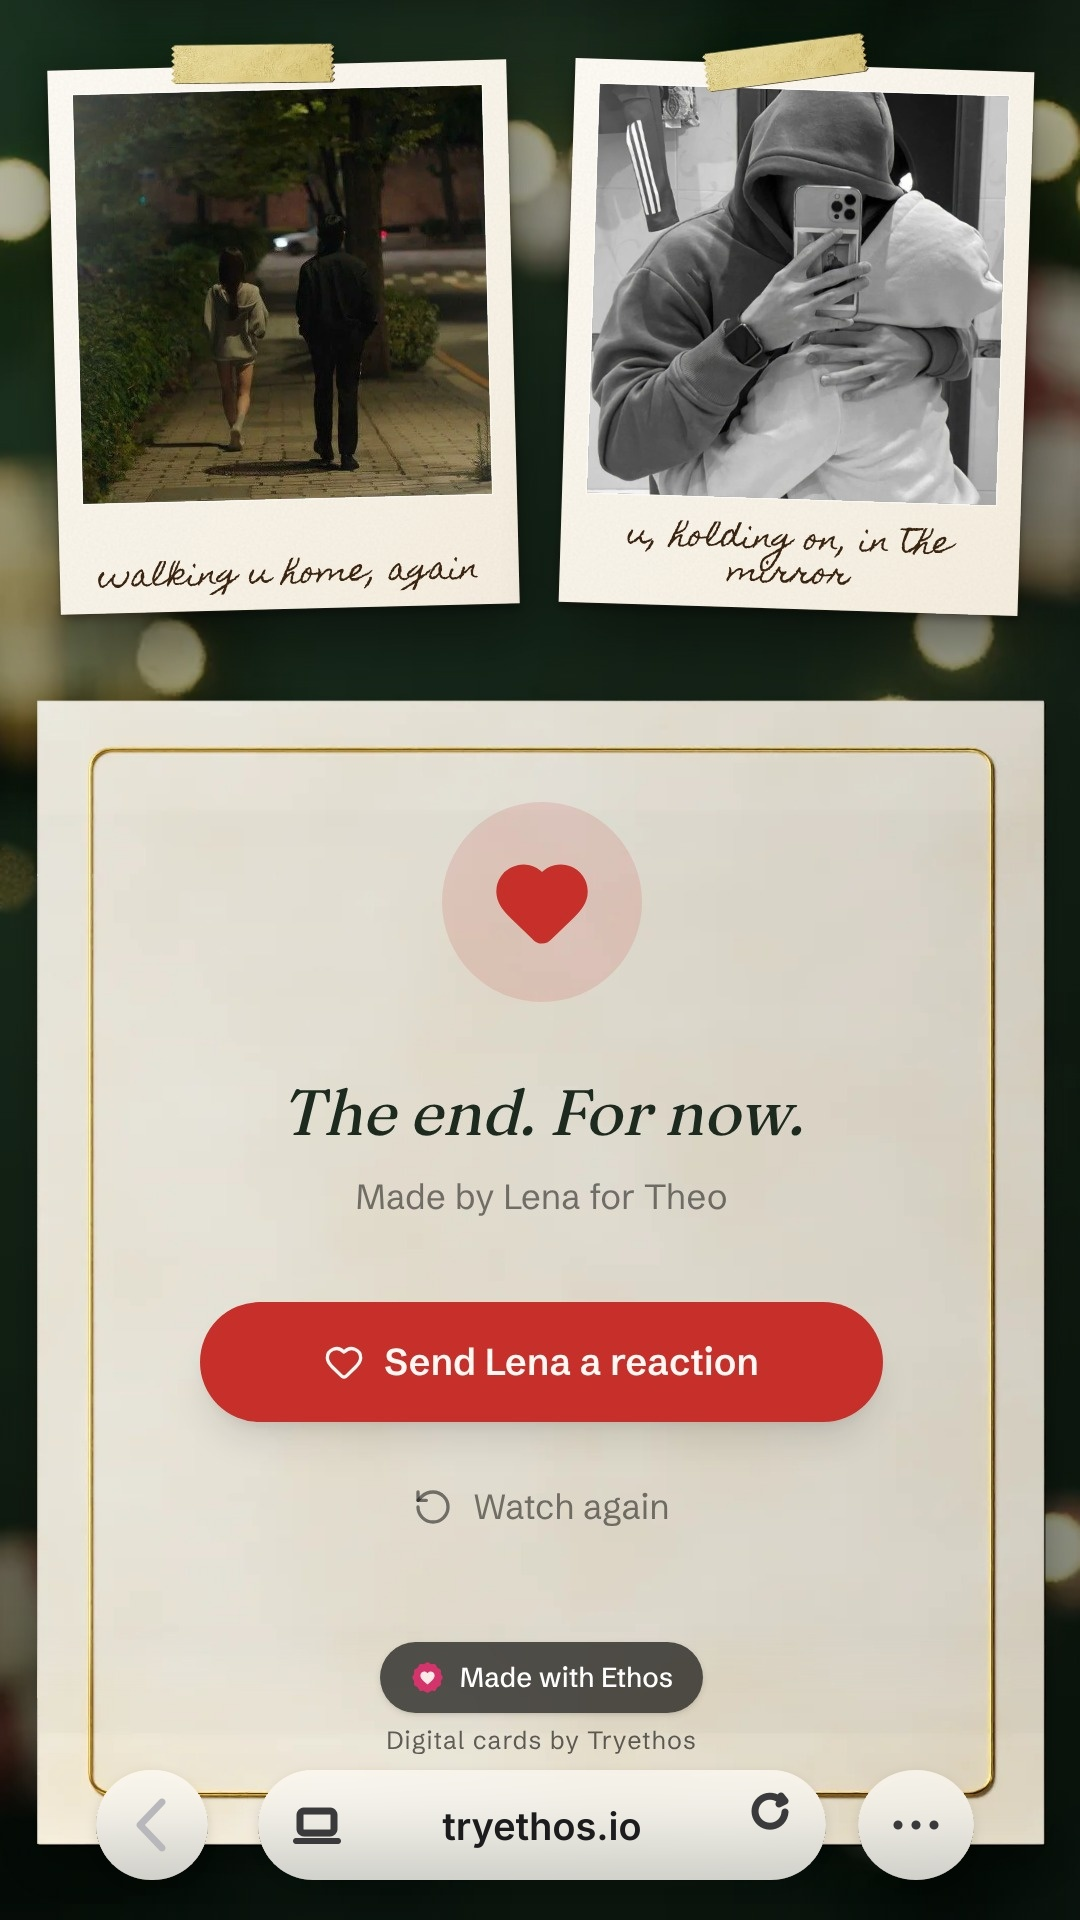 walking u home, again
u, holding on, in the
mirror
The end. For now.
Made by Lena for Theo
Send Lena a reaction
Watch again
Made with Ethos
Digital cards by Tryethos
tryethos.io